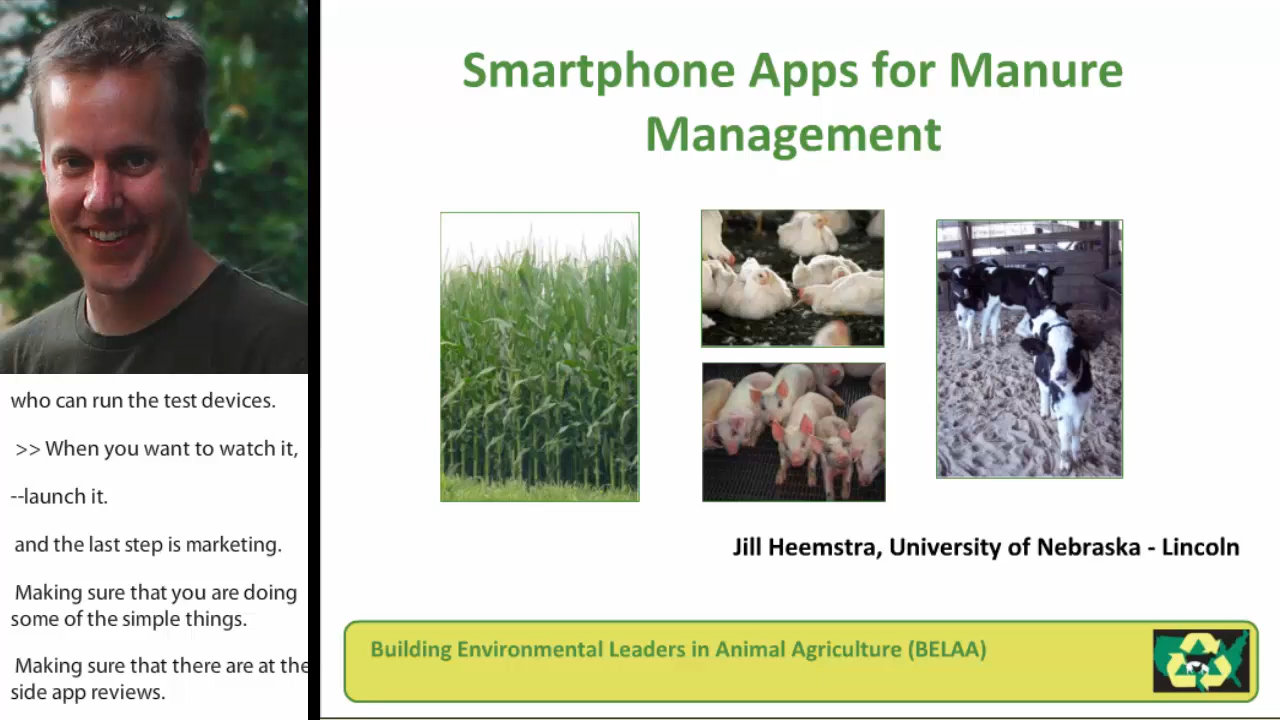 who can run the test devices.
>> When you want to watch it,
--launch it.
and the last step is marketing.
Making sure that you are doing
some of the simple things.
Making sure that there are at the
side app reviews.
Smartphone Apps for Manure
Management
Jill Heemstra, University of Nebraska - Lincoln
Building Environmental Leaders in Animal Agriculture (BELAA)